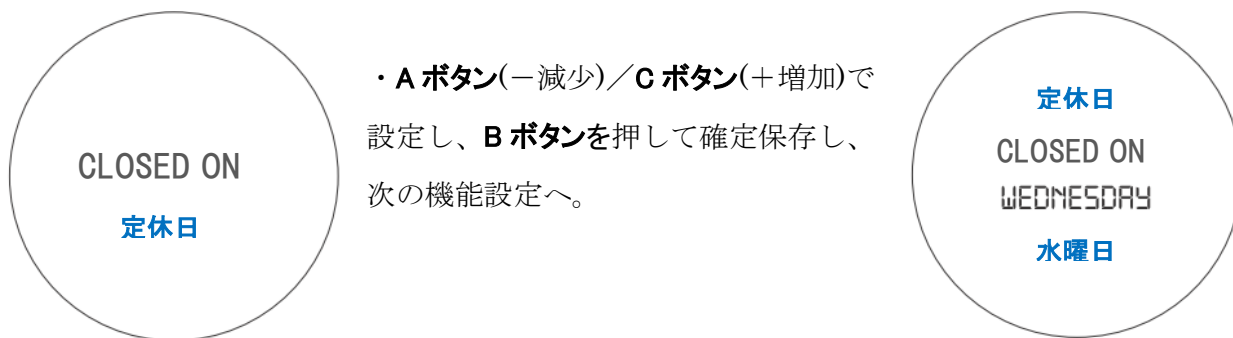 CLOSED ON
定休日
・A ボタン(－減少)／C ボタン(＋増加)で
設定し、B ボタンを押して確定保存し、
次の機能設定へ。
定休日
CLOSED ON
WEDNESDAY
水曜日